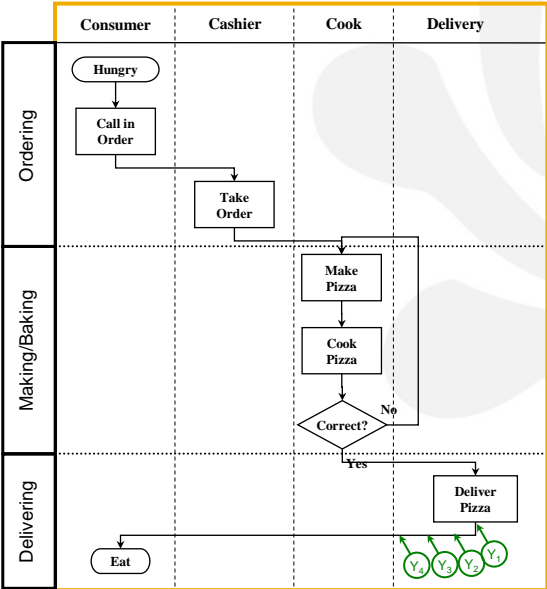 Consumer
Cashier
Cook
Delivery
Ordering
Hungry
Call in
Order
Take
Order
Making/Baking
Make
Pizza
Cook
Pizza
Correct?
No
Yes
Delivering
Deliver
Pizza
Eat
Y4
Y3
Y2
Y1